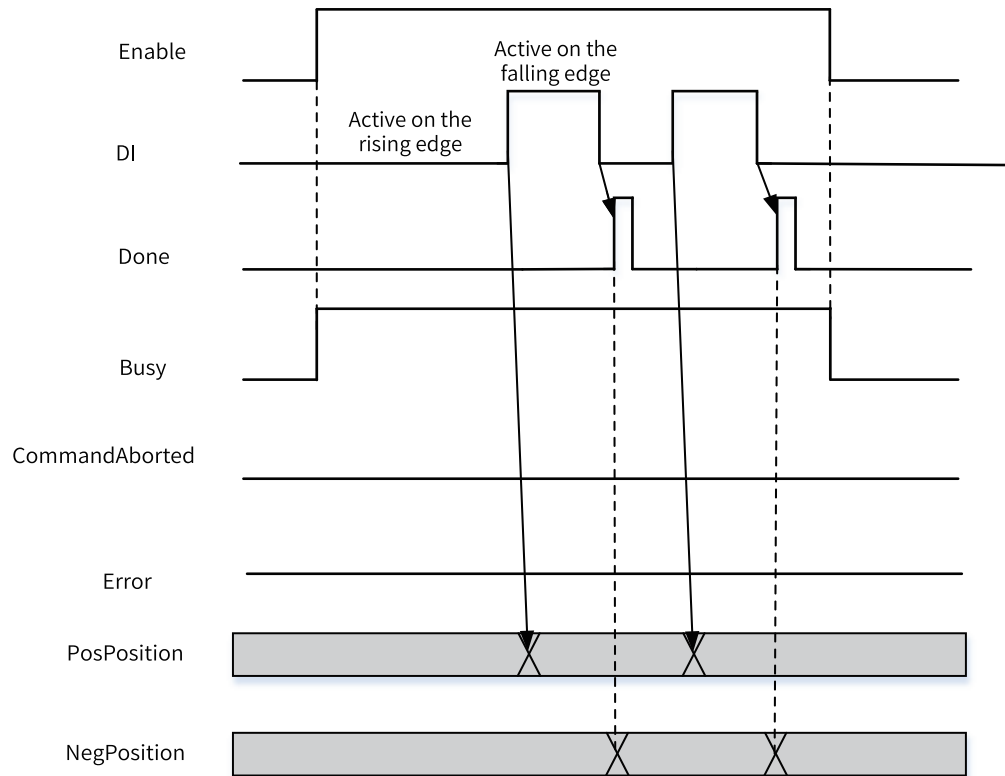 Enable
Active on the
falling edge
Active on the
rising edge
DI
Done
Busy
CommandAborted
Error
PosPosition
NegPosition